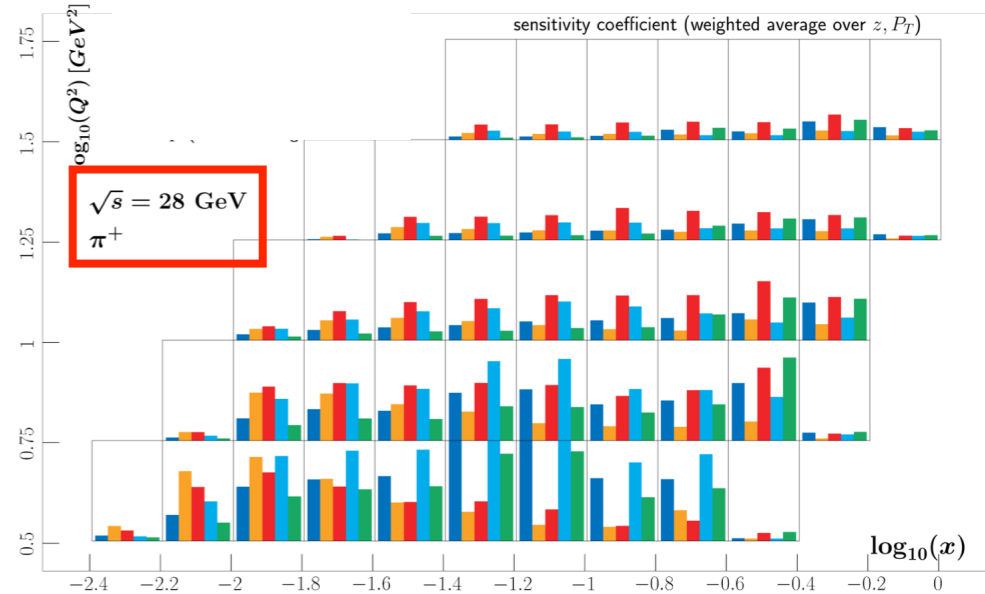 sensitivity coefficient (weighted average over z, P_T)
og₁₀(Q²) [GeV²]
1.75
1.5
1.25
1
0.75
0.5
√s = 28 GeV
π⁺
log₁₀(x)
−2.4 −2.2 −2 −1.8 −1.6 −1.4 −1.2 −1 −0.8 −0.6 −0.4 −0.2 0